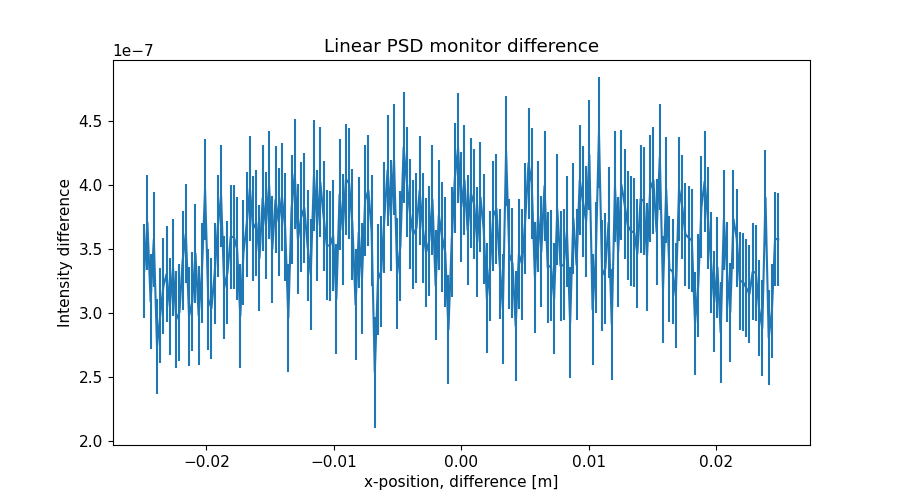 Linear PSD monitor difference
1e−7
4.5
4.0
3.5
3.0
2.5
2.0
Intensity difference
−0.02 −0.01 0.00 0.01 0.02
x-position, difference [m]